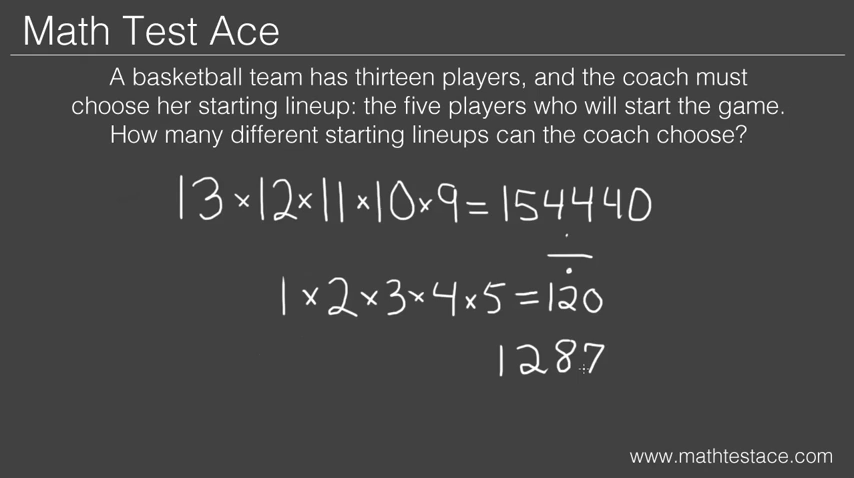 Math Test Ace
A basketball team has thirteen players, and the coach must
choose her starting lineup: the five players who will start the game.
How many different starting lineups can the coach choose?
13×12×11×10×9=154440
÷
1×2×3×4×5=120
1287
www.mathtestace.com